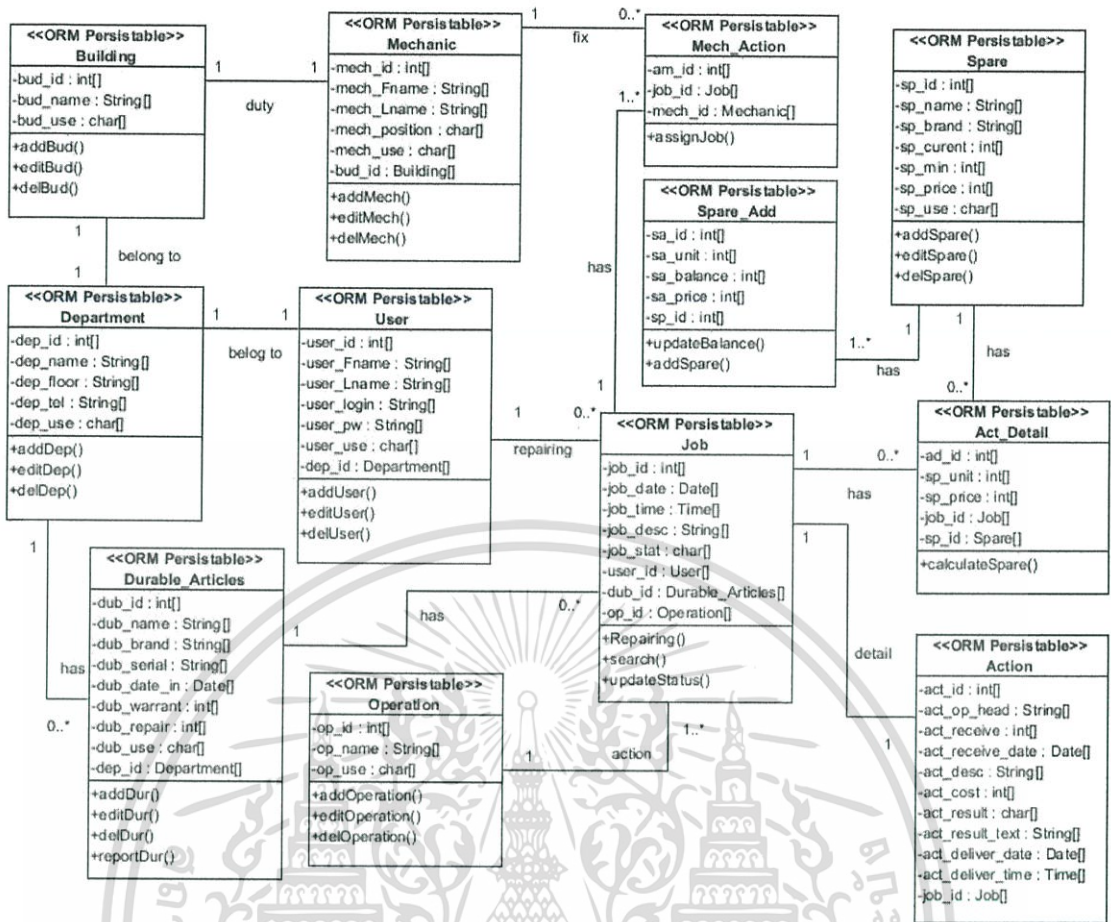 <<ORM Persistable>>
Building
-bud_id : int[]
-bud_name : String[]
-bud_use : char[]
+addBud()
+editBud()
+delBud()
1
duty
1
<<ORM Persistable>>
Mechanic
-mech_id : int[]
-mech_Fname : String[]
-mech_Lname : String[]
-mech_position : char[]
-mech_use : char[]
-bud_id : Building[]
+addMech()
+editMech()
+delMech()
1
fix
0..*
<<ORM Persistable>>
Mech_Action
-am_id : int[]
-job_id : Job[]
-mech_id : Mechanic[]
+assignJob()
1..*
has
1
<<ORM Persistable>>
Spare
-sp_id : int[]
-sp_name : String[]
-sp_brand : String[]
-sp_curent : int[]
-sp_min : int[]
-sp_price : int[]
-sp_use : char[]
+addSpare()
+editSpare()
+delSpare()
<<ORM Persistable>>
Spare_Add
-sa_id : int[]
-sa_unit : int[]
-sa_balance : int[]
-sa_price : int[]
-sp_id : int[]
+updateBalance()
+addSpare()
1..*
has
1
1
has
0..*
1
belong to
1
<<ORM Persistable>>
Department
-dep_id : int[]
-dep_name : String[]
-dep_floor : String[]
-dep_tel : String[]
-dep_use : char[]
+addDep()
+editDep()
+delDep()
1
belog to
1
<<ORM Persistable>>
User
-user_id : int[]
-user_Fname : String[]
-user_Lname : String[]
-user_login : String[]
-user_pw : String[]
-user_use : char[]
-dep_id : Department[]
+addUser()
+editUser()
+delUser()
1
repairing
0..*
<<ORM Persistable>>
Job
-job_id : int[]
-job_date : Date[]
-job_time : Time[]
-job_desc : String[]
-job_stat : char[]
-user_id : User[]
-dub_id : Durable_Articles[]
-op_id : Operation[]
+Repairing()
+search()
+updateStatus()
1
has
0..*
<<ORM Persistable>>
Act_Detail
-ad_id : int[]
-sp_unit : int[]
-sp_price : int[]
-job_id : Job[]
-sp_id : Spare[]
+calculateSpare()
1
has
0..*
<<ORM Persistable>>
Durable_Articles
-dub_id : int[]
-dub_name : String[]
-dub_brand : String[]
-dub_serial : String[]
-dub_date_in : Date[]
-dub_warrant : int[]
-dub_repair : int[]
-dub_use : char[]
-dep_id : Department[]
+addDur()
+editDur()
+delDur()
+reportDur()
1
has
0..*
<<ORM Persistable>>
Operation
-op_id : int[]
-op_name : String[]
-op_use : char[]
+addOperation()
+editOperation()
+delOperation()
1
action
1..*
1
detail
1
<<ORM Persistable>>
Action
-act_id : int[]
-act_op_head : String[]
-act_receive : int[]
-act_receive_date : Date[]
-act_desc : String[]
-act_cost : int[]
-act_result : char[]
-act_result_text : String[]
-act_deliver_date : Date[]
-act_deliver_time : Time[]
-job_id : Job[]